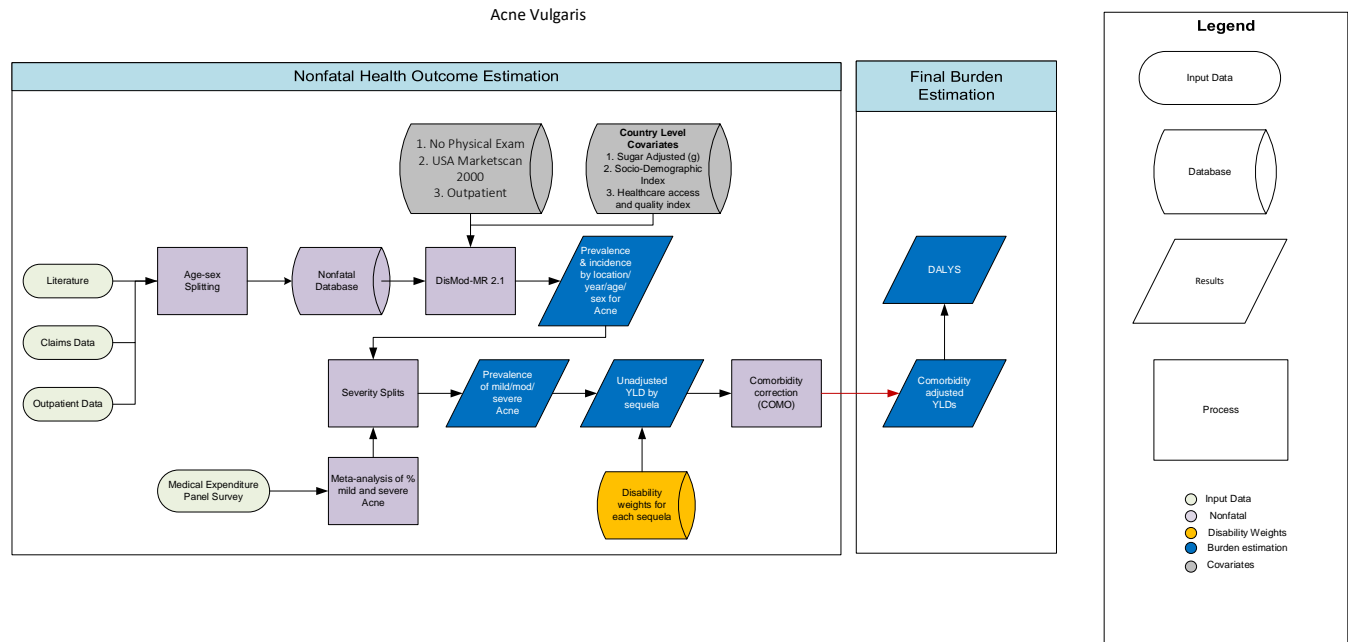 Acne Vulgaris
Nonfatal Health Outcome Estimation
Final Burden
Estimation
Legend
1. No Physical Exam
2. USA Marketscan
2000
3. Outpatient
Country Level
Covariates
1. Sugar Adjusted (g)
2. Socio-Demographic
Index
3. Healthcare access
and quality index
Literature
Claims Data
Outpatient Data
Age-sex
Splitting
Nonfatal
Database
DisMod-MR 2.1
Prevalence
& incidence
by location/
year/age/
sex for
Acne
DALYS
Severity Splits
Prevalence
of mild/mod/
severe
Acne
Unadjusted
YLD by
sequela
Comorbidity
correction
(COMO)
Comorbidity
adjusted
YLDs
Medical Expenditure
Panel Survey
Meta-analysis of %
mild and severe
Acne
Disability
weights for
each sequela
Input Data
Database
Results
Process
Input Data
Nonfatal
Disability Weights
Burden estimation
Covariates